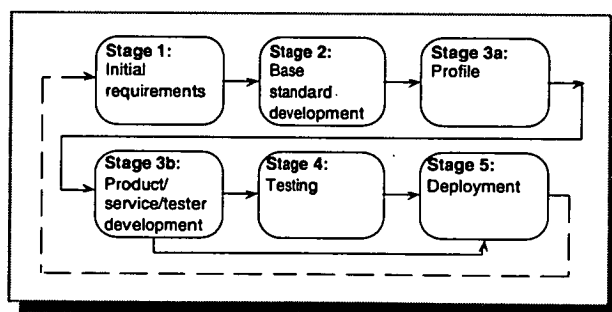 Stage 1:
Initial
requirements
Stage 2:
Base
standard
development
Stage 3a:
Profile
Stage 3b:
Product/
service/tester
development
Stage 4:
Testing
Stage 5:
Deployment